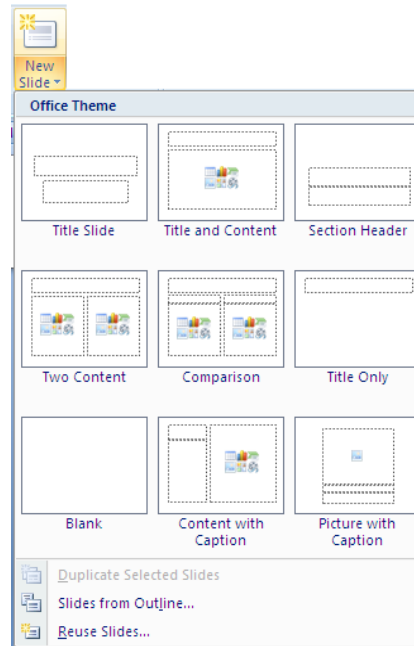 New
Slide
Office Theme
Title Slide
Title and Content
Section Header
Two Content
Comparison
Title Only
Blank
Content with
Caption
Picture with
Caption
Duplicate Selected Slides
Slides from Outline...
Reuse Slides...